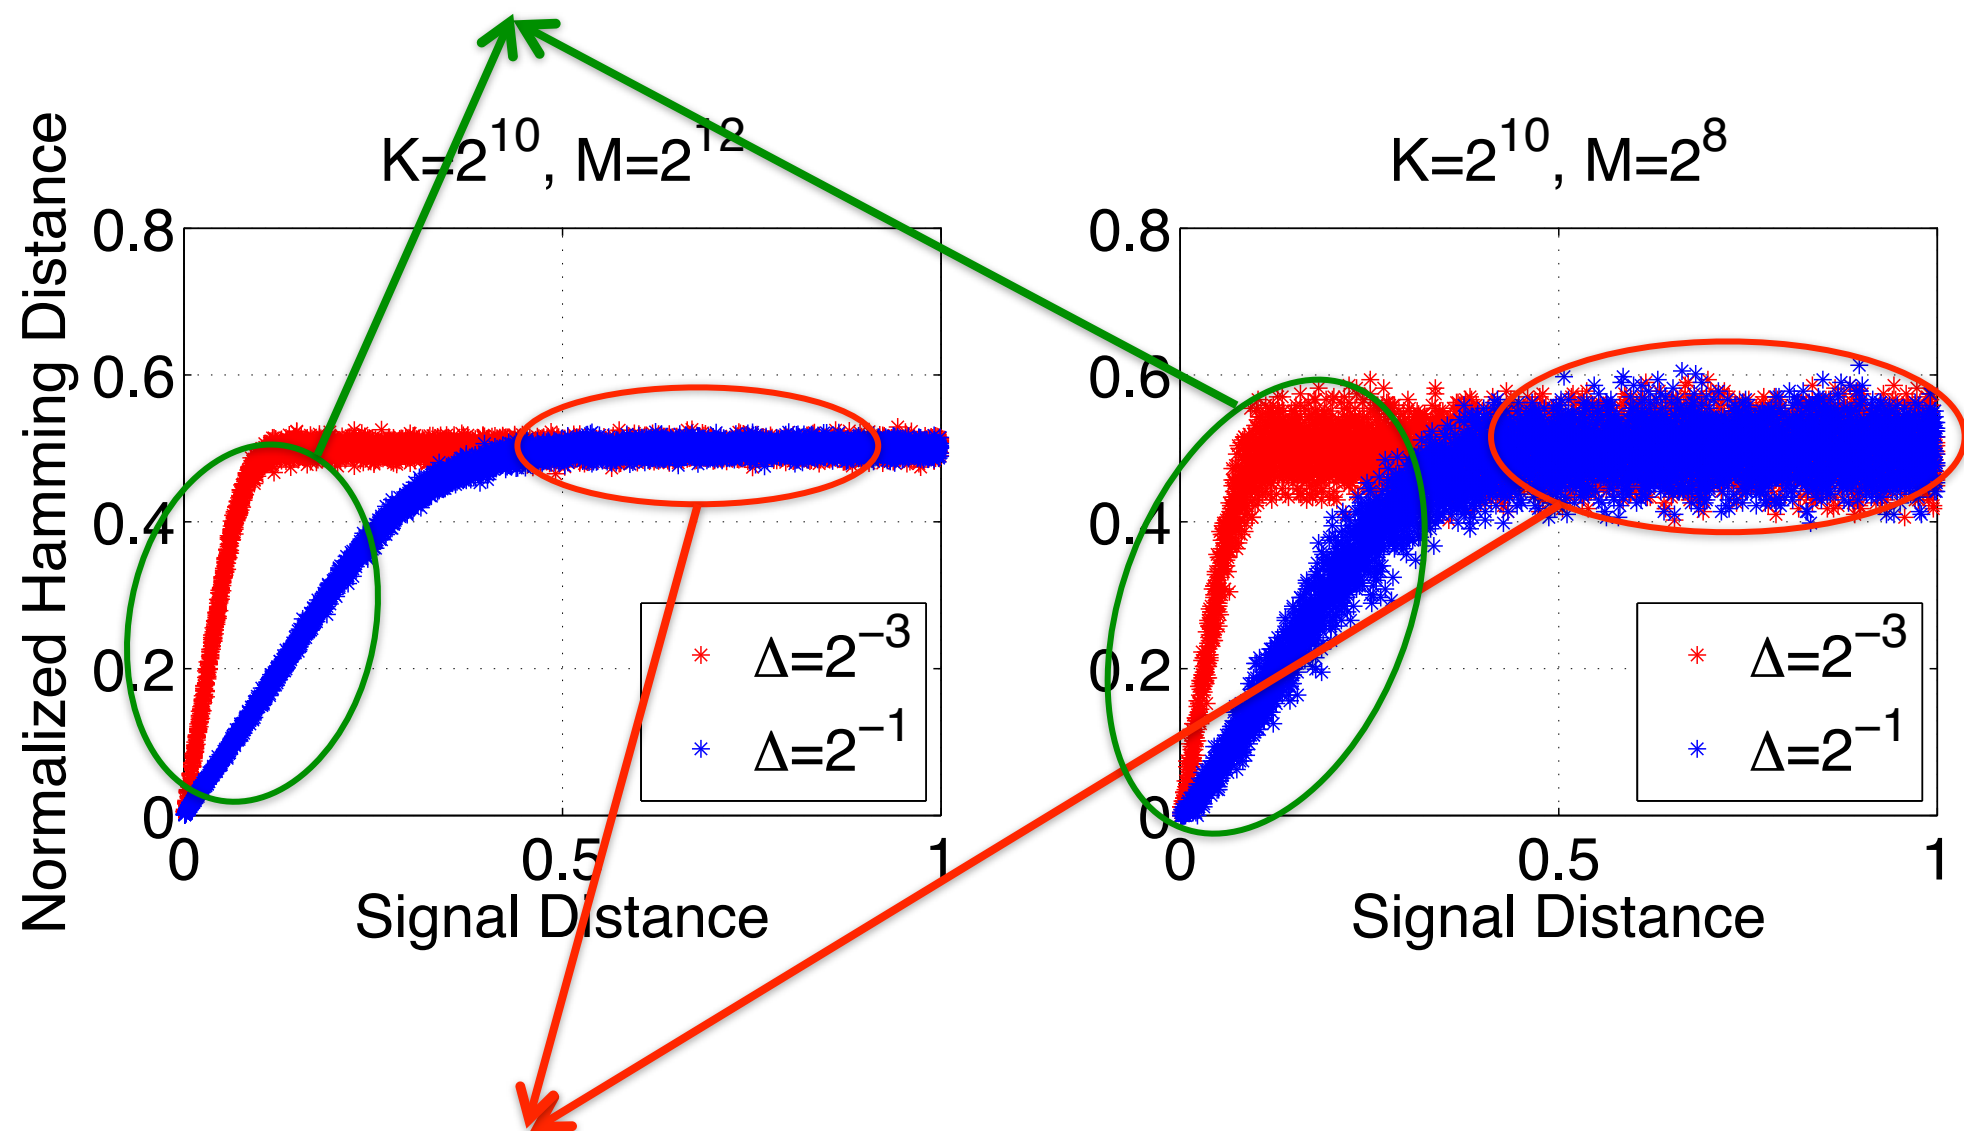 K=2^10, M=2^12
Normalized Hamming Distance
0.8
0.6
0.4
0.2
0
0
0.5
1
Signal Distance
Δ=2^−3
Δ=2^−1
K=2^10, M=2^8
0.8
0.6
0.4
0.2
0
0
0.5
1
Signal Distance
Δ=2^−3
Δ=2^−1